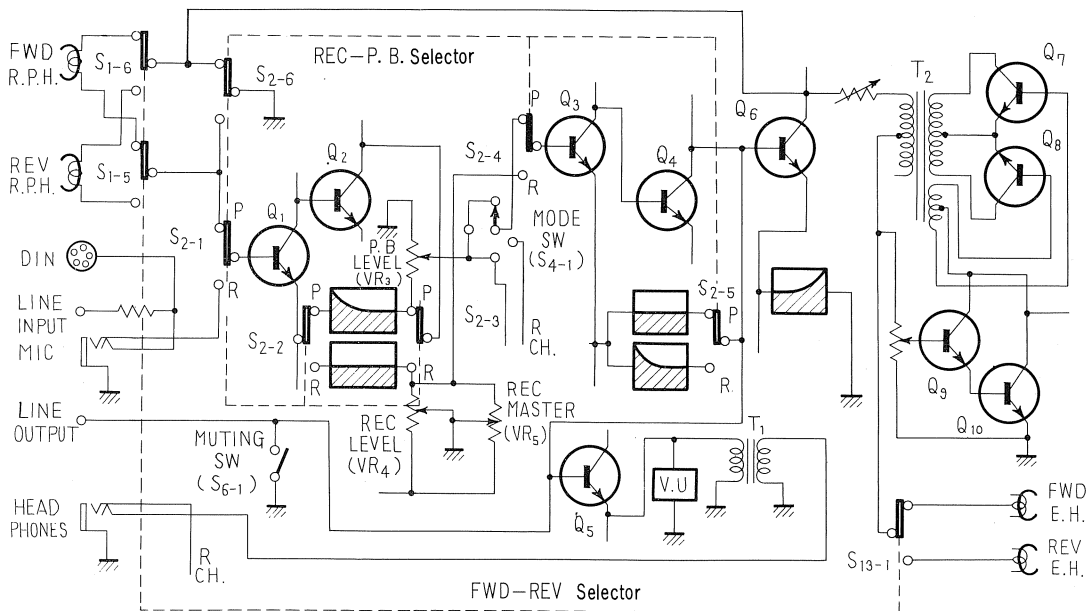 FWD
R.P.H.
S1-6
REC–P. B. Selector
S2-6
REV
R.P.H.
S1-5
DIN
LINE
INPUT
MIC
LINE
OUTPUT
HEAD
PHONES
R
CH.
S2-1
P
R
Q1
Q2
S2-2
P
R
P
R
P.B
LEVEL
(VR3)
S2-4
P
R
MODE
SW
(S4-1)
S2-3
R
CH.
Q3
Q4
Q6
S2-5
P
R
MUTING
SW
(S6-1)
REC
LEVEL
(VR4)
REC
MASTER
(VR5)
Q5
V.U
T1
T2
Q7
Q8
Q9
Q10
FWD
E.H.
REV
E.H.
S13-1
FWD–REV Selector